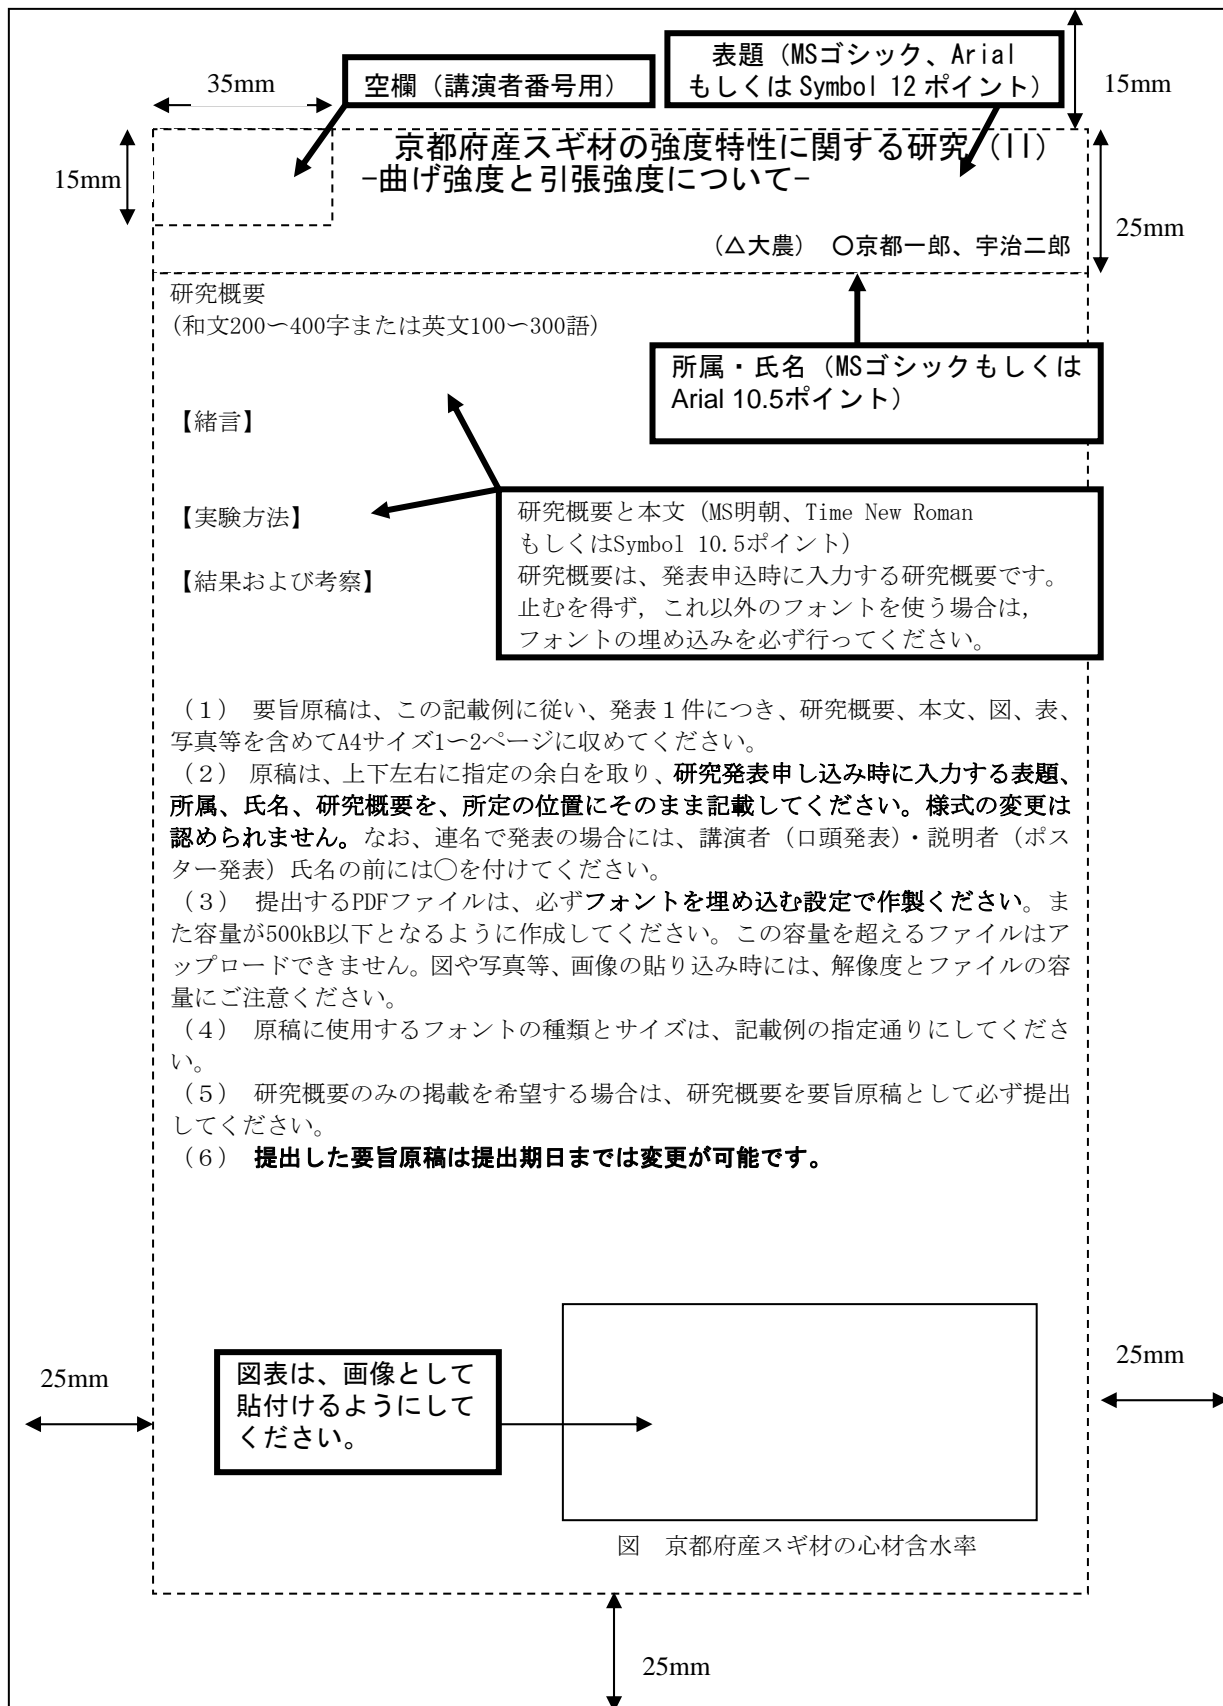 表題（MSゴシック、Arial
もしくは Symbol 12 ポイント）
空欄（講演者番号用）
35mm
15mm
15mm
京都府産スギ材の強度特性に関する研究（II）
-曲げ強度と引張強度について-
25mm
（△大農） ○京都一郎、宇治二郎
研究概要
（和文200～400字または英文100～300語）
所属・氏名（MSゴシックもしくは
Arial 10.5ポイント）
【緒言】
【実験方法】
研究概要と本文（MS明朝、Time New Roman
もしくはSymbol 10.5ポイント）
研究概要は、発表申込時に入力する研究概要です。
止むを得ず，これ以外のフォントを使う場合は，
フォントの埋め込みを必ず行ってください。
【結果および考察】
（１） 要旨原稿は、この記載例に従い、発表１件につき、研究概要、本文、図、表、
写真等を含めてA4サイズ1～2ページに収めてください。
（２） 原稿は、上下左右に指定の余白を取り、研究発表申し込み時に入力する表題、
所属、氏名、研究概要を、所定の位置にそのまま記載してください。様式の変更は
認められません。なお、連名で発表の場合には、講演者（口頭発表）・説明者（ポス
ター発表）氏名の前には○を付けてください。
（３） 提出するPDFファイルは、必ずフォントを埋め込む設定で作製ください。ま
た容量が500kB以下となるように作成してください。この容量を超えるファイルはア
ップロードできません。図や写真等、画像の貼り込み時には、解像度とファイルの容
量にご注意ください。
（４） 原稿に使用するフォントの種類とサイズは、記載例の指定通りにしてくださ
い。
（５） 研究概要のみの掲載を希望する場合は、研究概要を要旨原稿として必ず提出
してください。
（６） 提出した要旨原稿は提出期日までは変更が可能です。
25mm
図表は、画像として
貼付けるようにして
ください。
25mm
図　京都府産スギ材の心材含水率
25mm